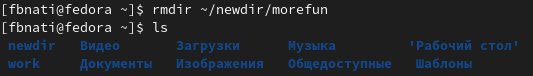 [fbnati@fedora ~]$ rmdir ~/newdir/morefun
[fbnati@fedora ~]$ ls
newdir Видео Загрузки Музыка 'Рабочий стол'
work Документы Изображения Общедоступные Шаблоны